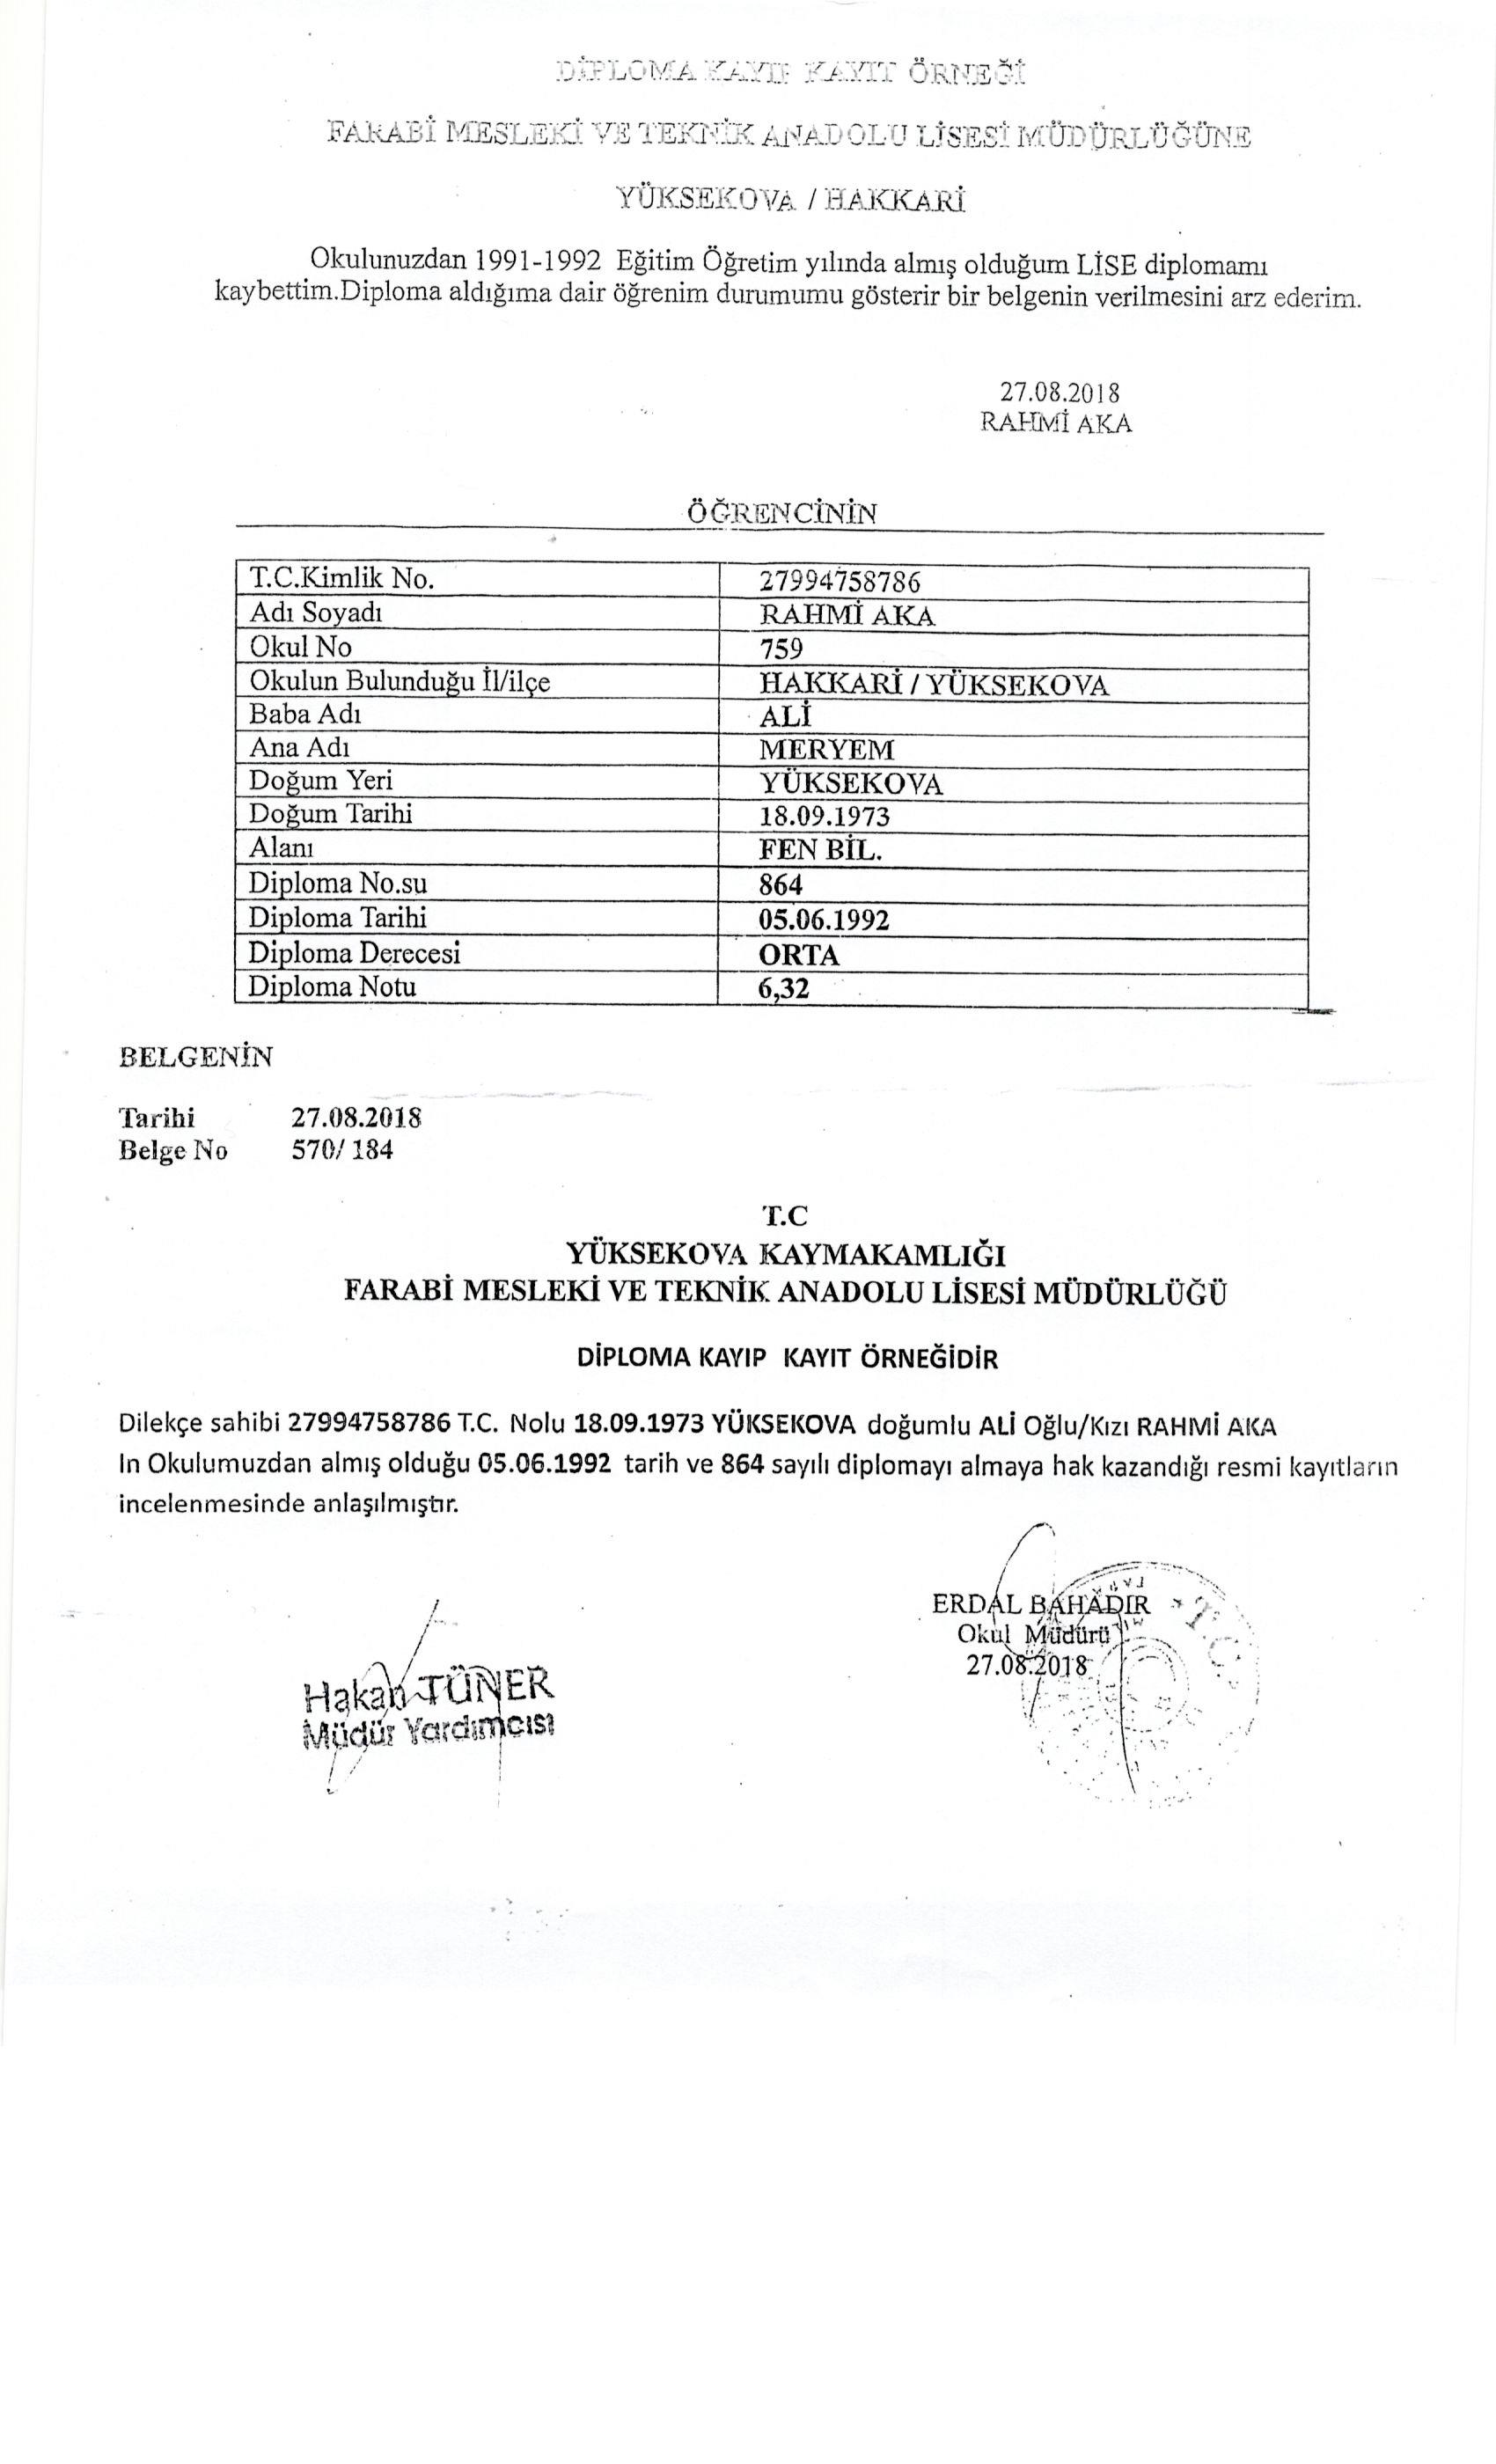 DİPLOMA KAYIP KAYIT ÖRNEĞİ
FARABİ MESLEKİ VE TEKNİK ANADOLU LİSESİ MÜDÜRLÜĞÜNE
YÜKSEKOVA / HAKKARİ
Okulunuzdan 1991-1992 Eğitim Öğretim yılında almış olduğum LİSE diplomamı
kaybettim.Diploma aldığıma dair öğrenim durumumu gösterir bir belgenin verilmesini arz ederim.
27.08.2018
RAHMİ AKA
ÖĞRENCİNİN
T.C.Kimlik No. 27994758786
Adı Soyadı RAHMİ AKA
Okul No 759
Okulun Bulunduğu İl/ilçe HAKKARİ / YÜKSEKOVA
Baba Adı ALİ
Ana Adı MERYEM
Doğum Yeri YÜKSEKOVA
Doğum Tarihi 18.09.1973
Alanı FEN BİL.
Diploma No.su 864
Diploma Tarihi 05.06.1992
Diploma Derecesi ORTA
Diploma Notu 6,32
BELGENİN
Tarihi 27.08.2018
Belge No 570/ 184
T.C
YÜKSEKOVA KAYMAKAMLIĞI
FARABİ MESLEKİ VE TEKNİK ANADOLU LİSESİ MÜDÜRLÜĞÜ
DİPLOMA KAYIP KAYIT ÖRNEĞİDİR
Dilekçe sahibi 27994758786 T.C. Nolu 18.09.1973 YÜKSEKOVA doğumlu ALİ Oğlu/Kızı RAHMİ AKA
In Okulumuzdan almış olduğu 05.06.1992 tarih ve 864 sayılı diplomayı almaya hak kazandığı resmi kayıtların
incelenmesinde anlaşılmıştır.
ERDAL BAHADIR
Okul Müdürü
27.08.2018
T.C.
Hakan TÜNER
Müdür Yardımcısı